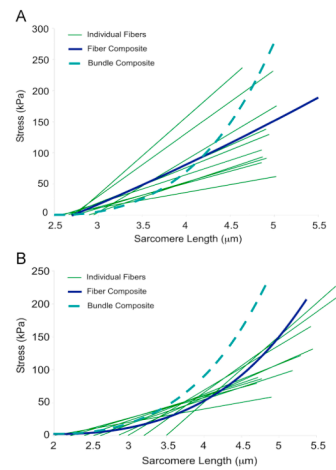 A
300
250
200
150
100
50
0
Stress (kPa)
Individual Fibers
Fiber Composite
Bundle Composite
2.5 3 3.5 4 4.5 5 5.5
Sarcomere Length (μm)
B
250
200
150
100
50
0
Stress (kPa)
Individual Fibers
Fiber Composite
Bundle Composite
2 2.5 3 3.5 4 4.5 5 5.5
Sarcomere Length (μm)